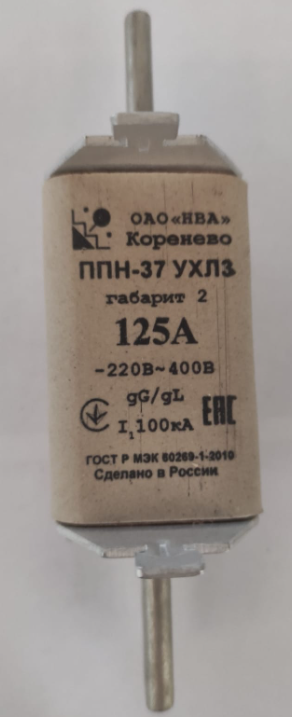 ОАО «НВА»
Коренево
ППН-37 УХЛ3
габарит 2
125А
-220В~400В
gG/gL
I₁100кА
ЕАС
ГОСТ Р МЭК 60269-1-2010
Сделано в России